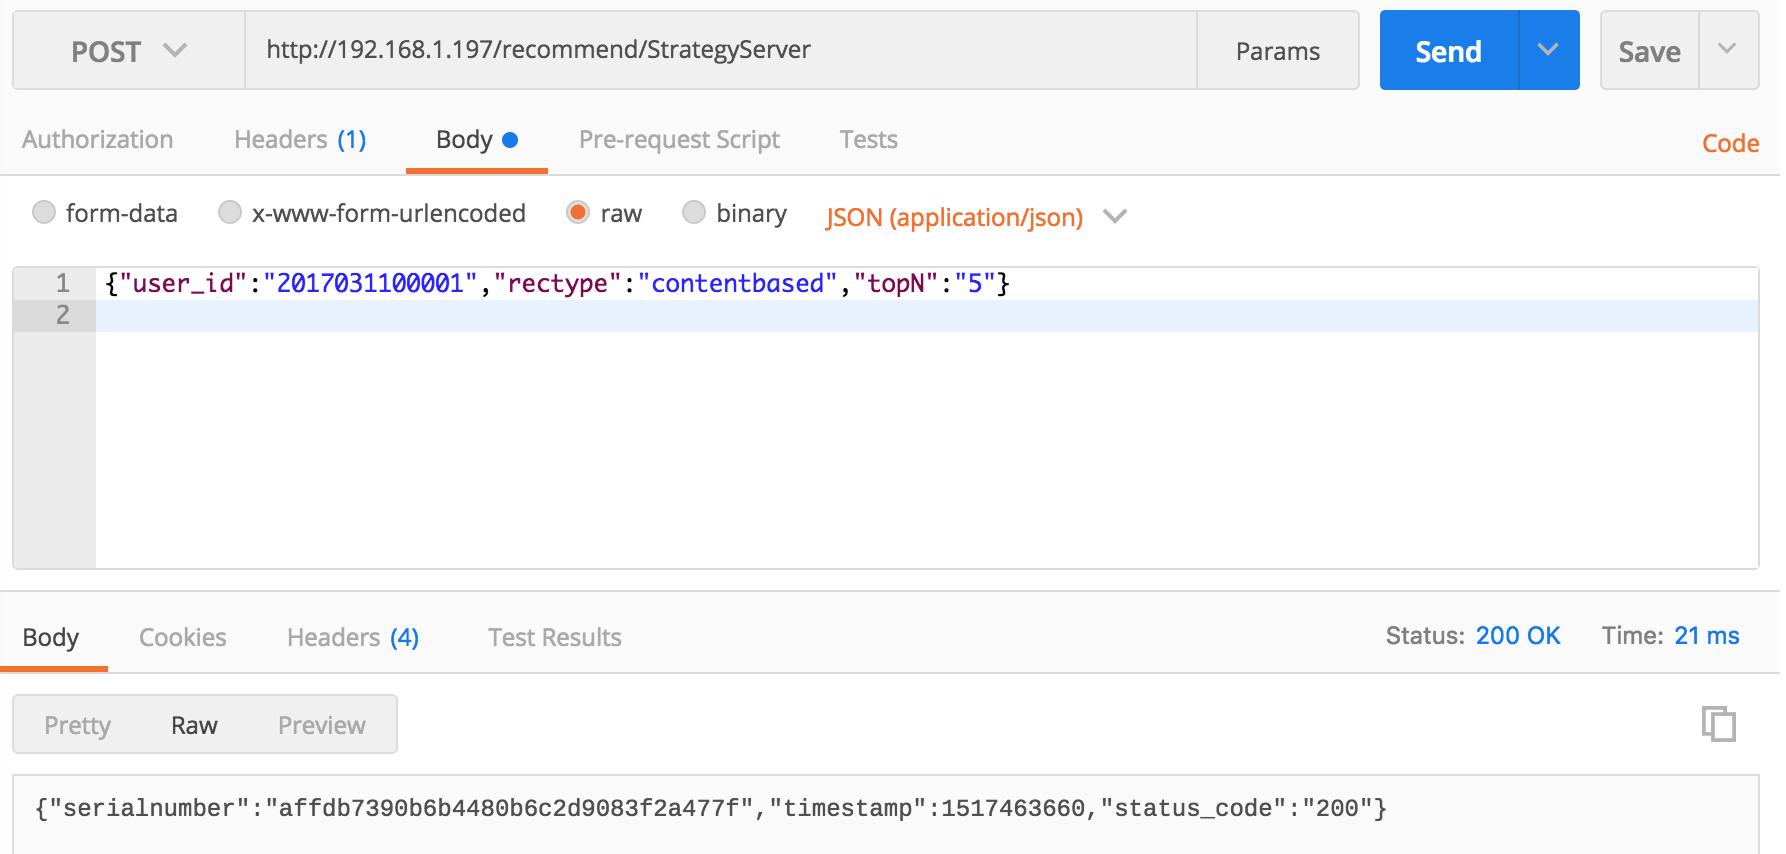 POST http://192.168.1.197/recommend/StrategyServer Params Send Save
Authorization Headers (1) Body Pre-request Script Tests Code
form-data x-www-form-urlencoded raw binary JSON (application/json)
1 {"user_id":"2017031100001","rectype":"contentbased","topN":"5"}
2
Body Cookies Headers (4) Test Results Status: 200 OK Time: 21 ms
Pretty Raw Preview
{"serialnumber":"affdb7390b6b4480b6c2d9083f2a477f","timestamp":1517463660,"status_code":"200"}